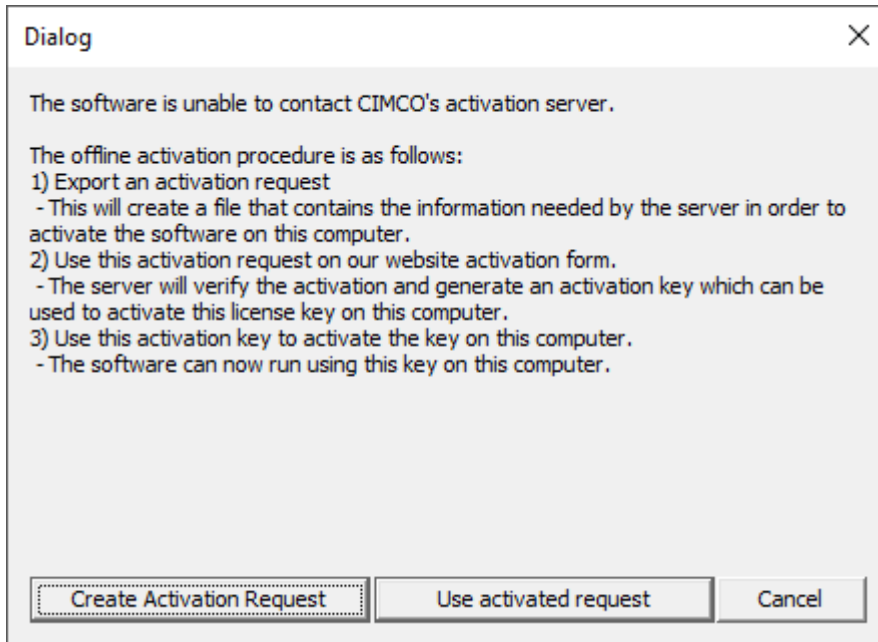 Dialog
The software is unable to contact CIMCO's activation server.
The offline activation procedure is as follows:
1) Export an activation request
- This will create a file that contains the information needed by the server in order to
activate the software on this computer.
2) Use this activation request on our website activation form.
- The server will verify the activation and generate an activation key which can be
used to activate this license key on this computer.
3) Use this activation key to activate the key on this computer.
- The software can now run using this key on this computer.
Create Activation Request
Use activated request
Cancel